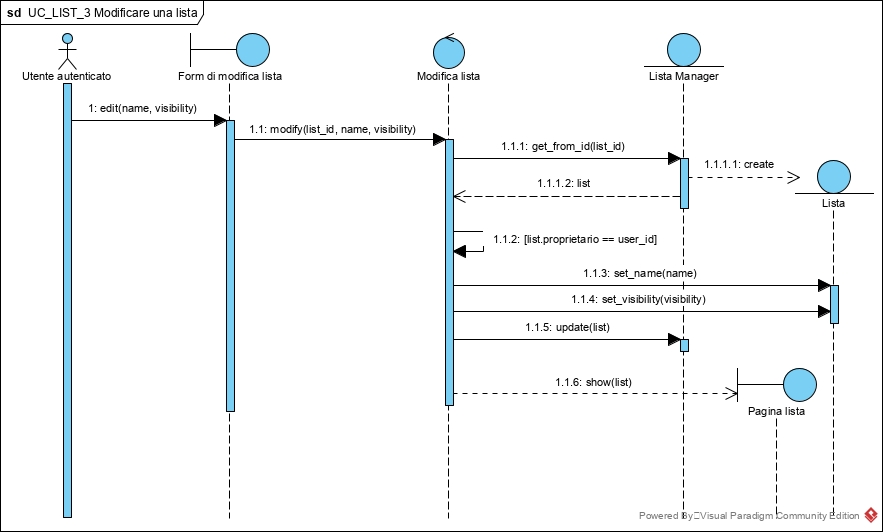 sd UC_LIST_3 Modificare una lista
Utente autenticato
Form di modifica lista
Modifica lista
Lista Manager
1: edit(name, visibility)
1.1: modify(list_id, name, visibility)
1.1.1: get_from_id(list_id)
1.1.1.1: create
1.1.1.2: list
Lista
1.1.2: [list.proprietario == user_id]
1.1.3: set_name(name)
1.1.4: set_visibility(visibility)
1.1.5: update(list)
1.1.6: show(list)
Pagina lista
Powered By Visual Paradigm Community Edition